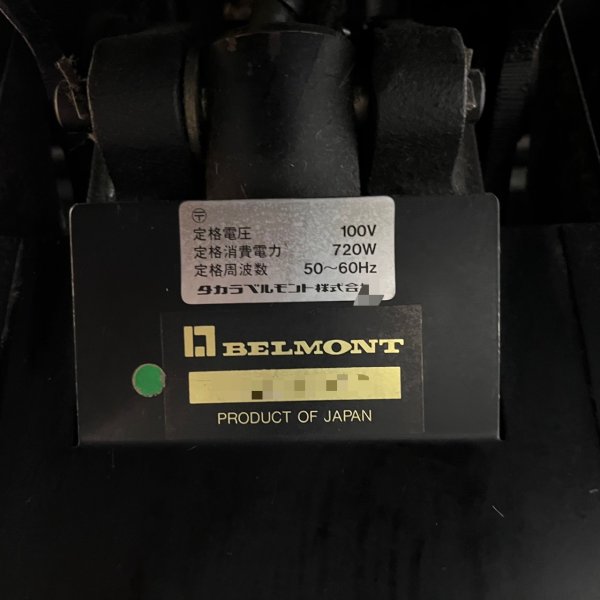 〒
定格電圧 100V
定格消費電力 720W
定格周波数 50～60Hz
タカラベルモント株式会
BELMONT
PRODUCT OF JAPAN